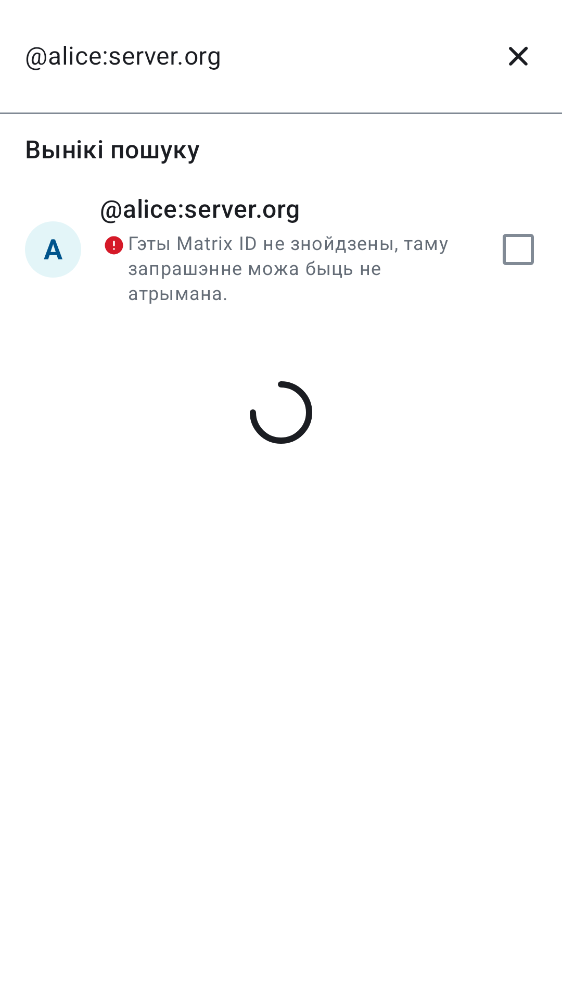 @alice:server.org
Вынікі пошуку
@alice:server.org
A
Гэты Matrix ID не знойдзены, таму
запрашэнне можа быць не
атрымана.